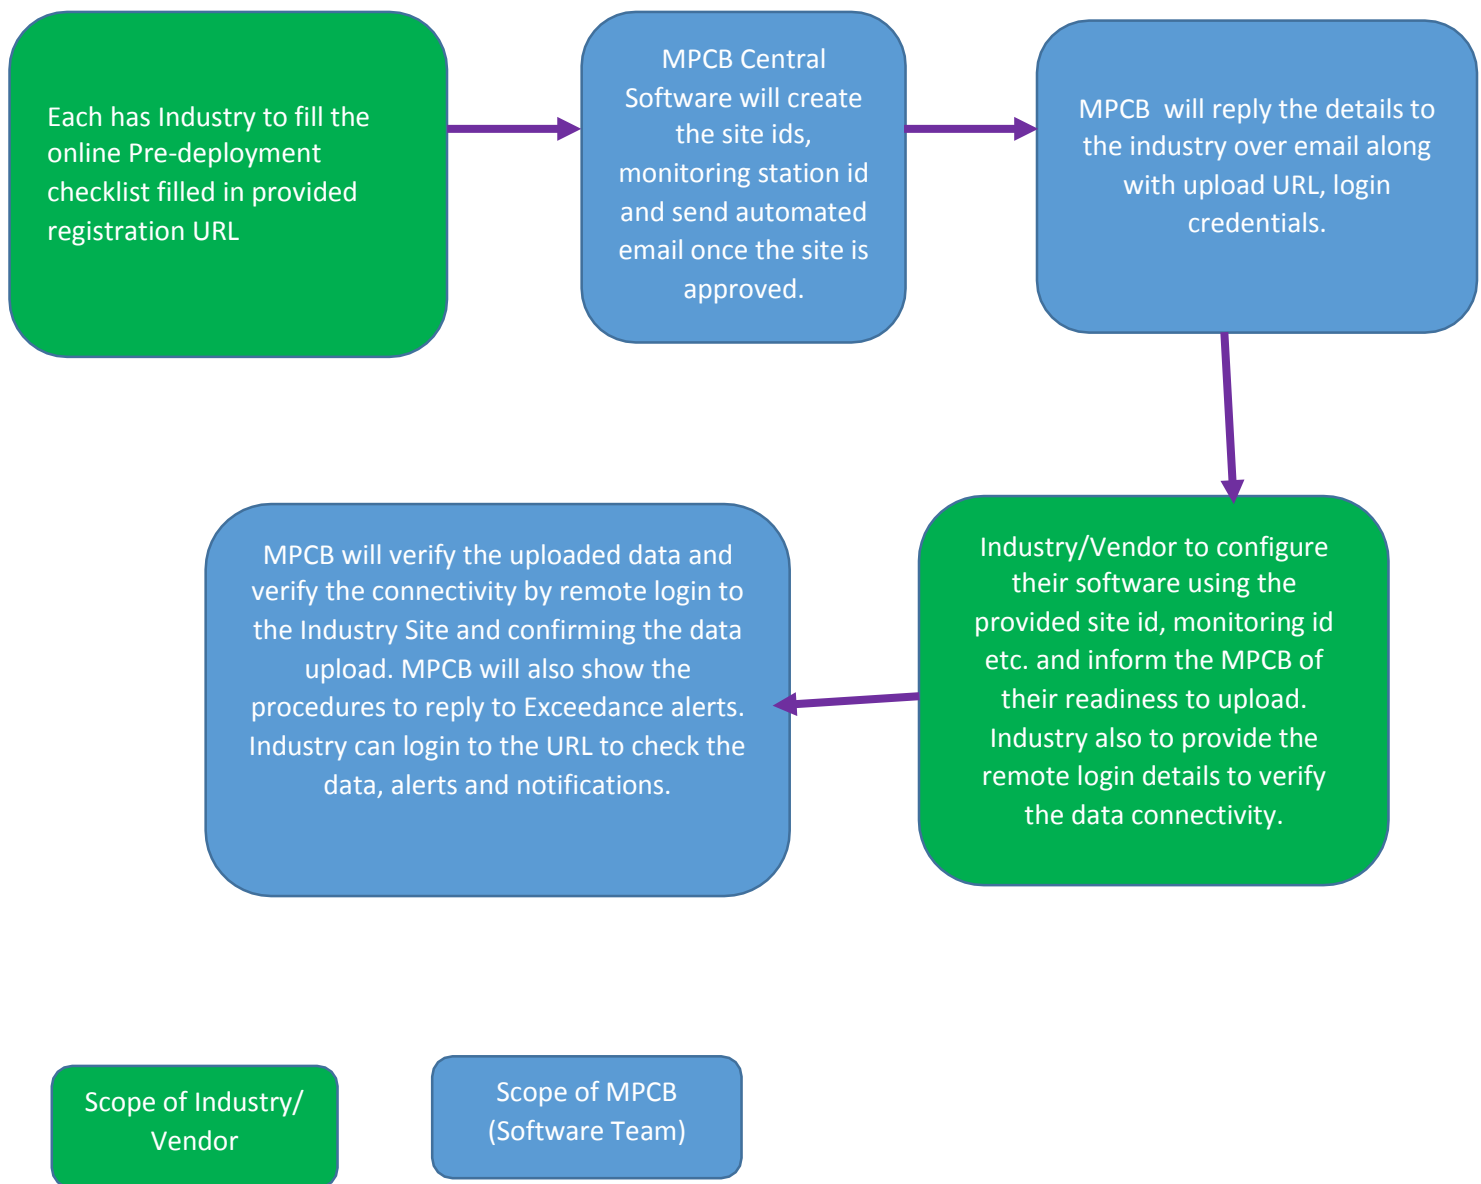 Each has Industry to fill the
online Pre-deployment
checklist filled in provided
registration URL
MPCB Central
Software will create
the site ids,
monitoring station id
and send automated
email once the site is
approved.
MPCB  will reply the details to
the industry over email along
with upload URL, login
credentials.
Industry/Vendor to configure
their software using the
provided site id, monitoring id
etc. and inform the MPCB of
their readiness to upload.
Industry also to provide the
remote login details to verify
the data connectivity.
MPCB will verify the uploaded data and
verify the connectivity by remote login to
the Industry Site and confirming the data
upload. MPCB will also show the
procedures to reply to Exceedance alerts.
Industry can login to the URL to check the
data, alerts and notifications.
Scope of Industry/
Vendor
Scope of MPCB
(Software Team)